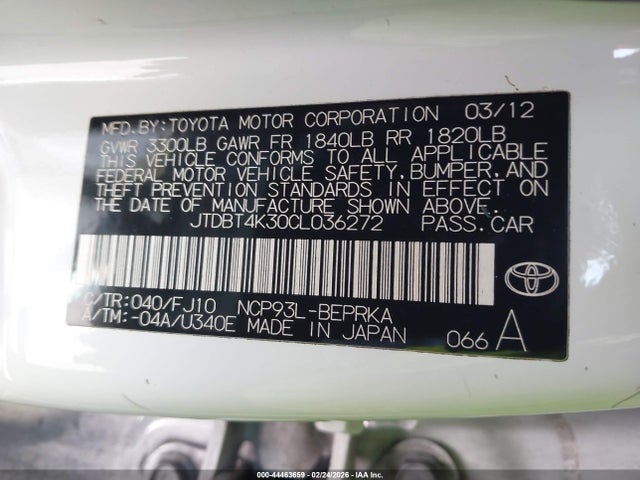 MFD.BY:TOYOTA MOTOR CORPORATION 03/12
GVWR 3300LB GAWR FR 1840LB RR 1820LB
THIS VEHICLE CONFORMS TO ALL APPLICABLE
FEDERAL MOTOR VEHICLE SAFETY,BUMPER,AND
THEFT PREVENTION STANDARDS IN EFFECT ON
THE DATE OF MANUFACTURE SHOWN ABOVE.
JTDBT4K30CL036272 PASS.CAR
C/TR:040/FJ10 NCP93L-BEPRKA
A/TM:-04A/U340E MADE IN JAPAN 066 A
TOYOTA
000-44463659 - 02/24/2026 - IAA Inc.